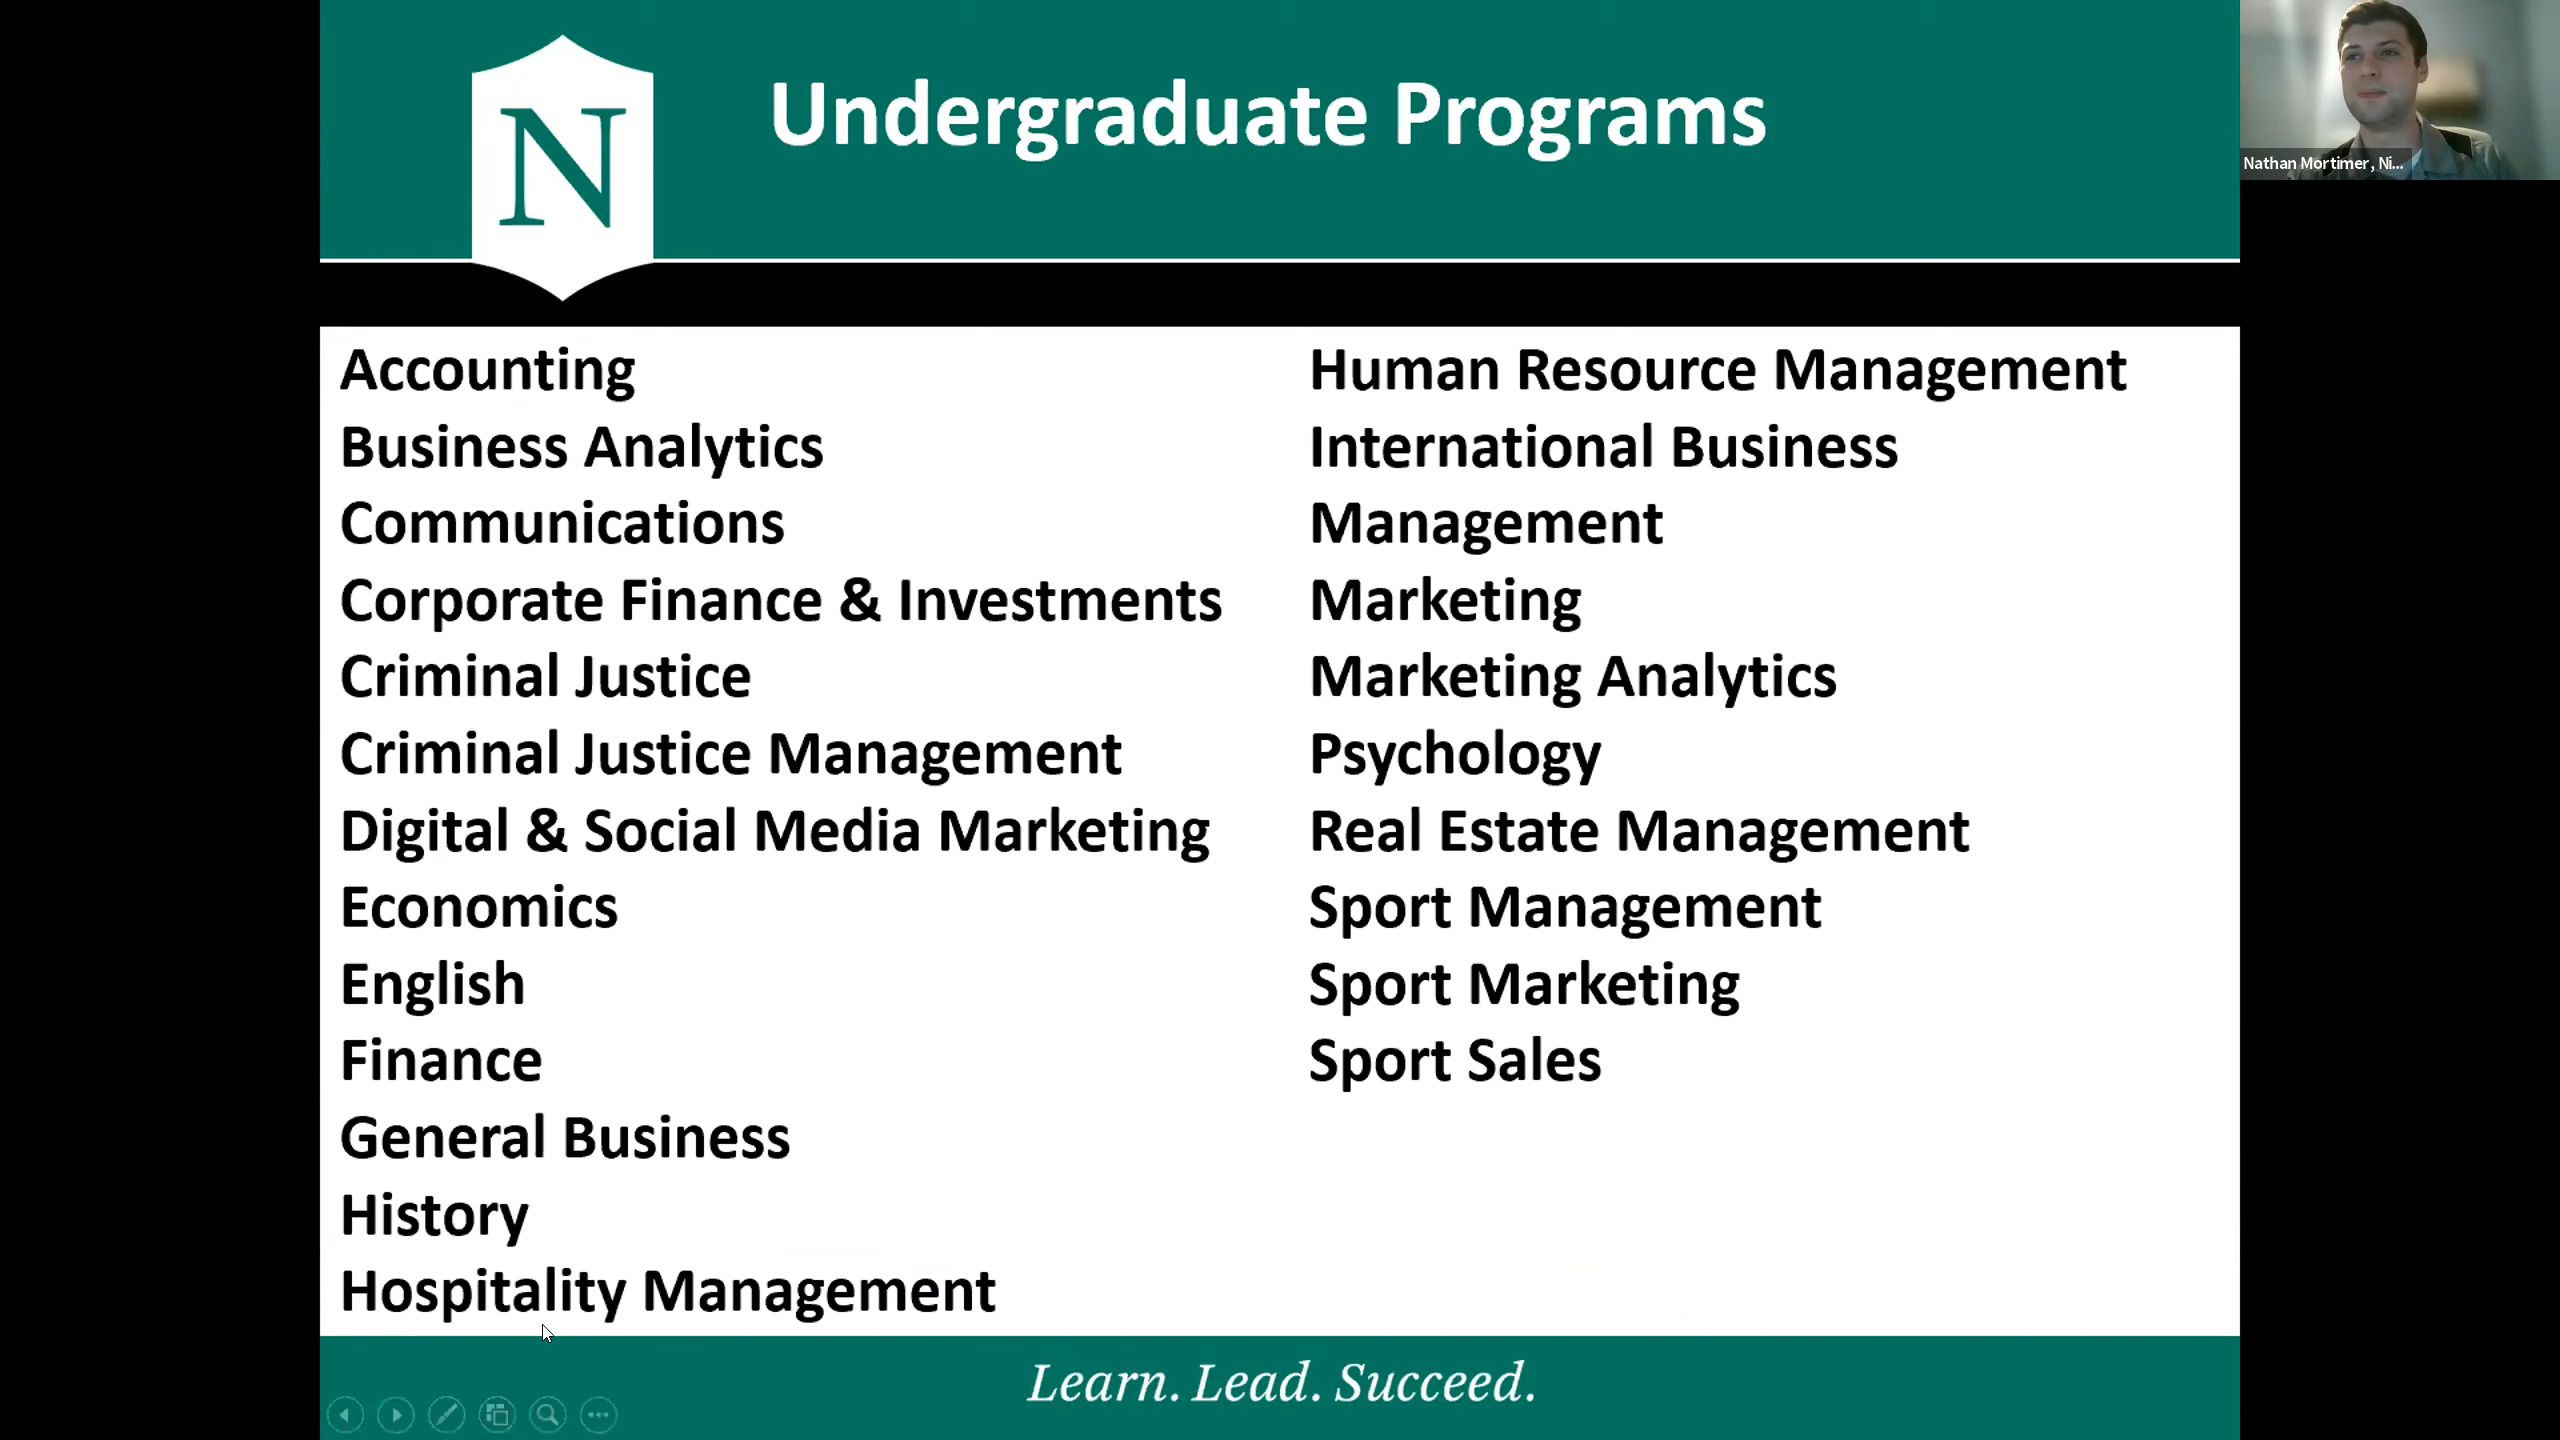 N
Undergraduate Programs
Nathan Mortimer, Ni...
Accounting
Business Analytics
Communications
Corporate Finance & Investments
Criminal Justice
Criminal Justice Management
Digital & Social Media Marketing
Economics
English
Finance
General Business
History
Hospitality Management
Human Resource Management
International Business
Management
Marketing
Marketing Analytics
Psychology
Real Estate Management
Sport Management
Sport Marketing
Sport Sales
Learn. Lead. Succeed.